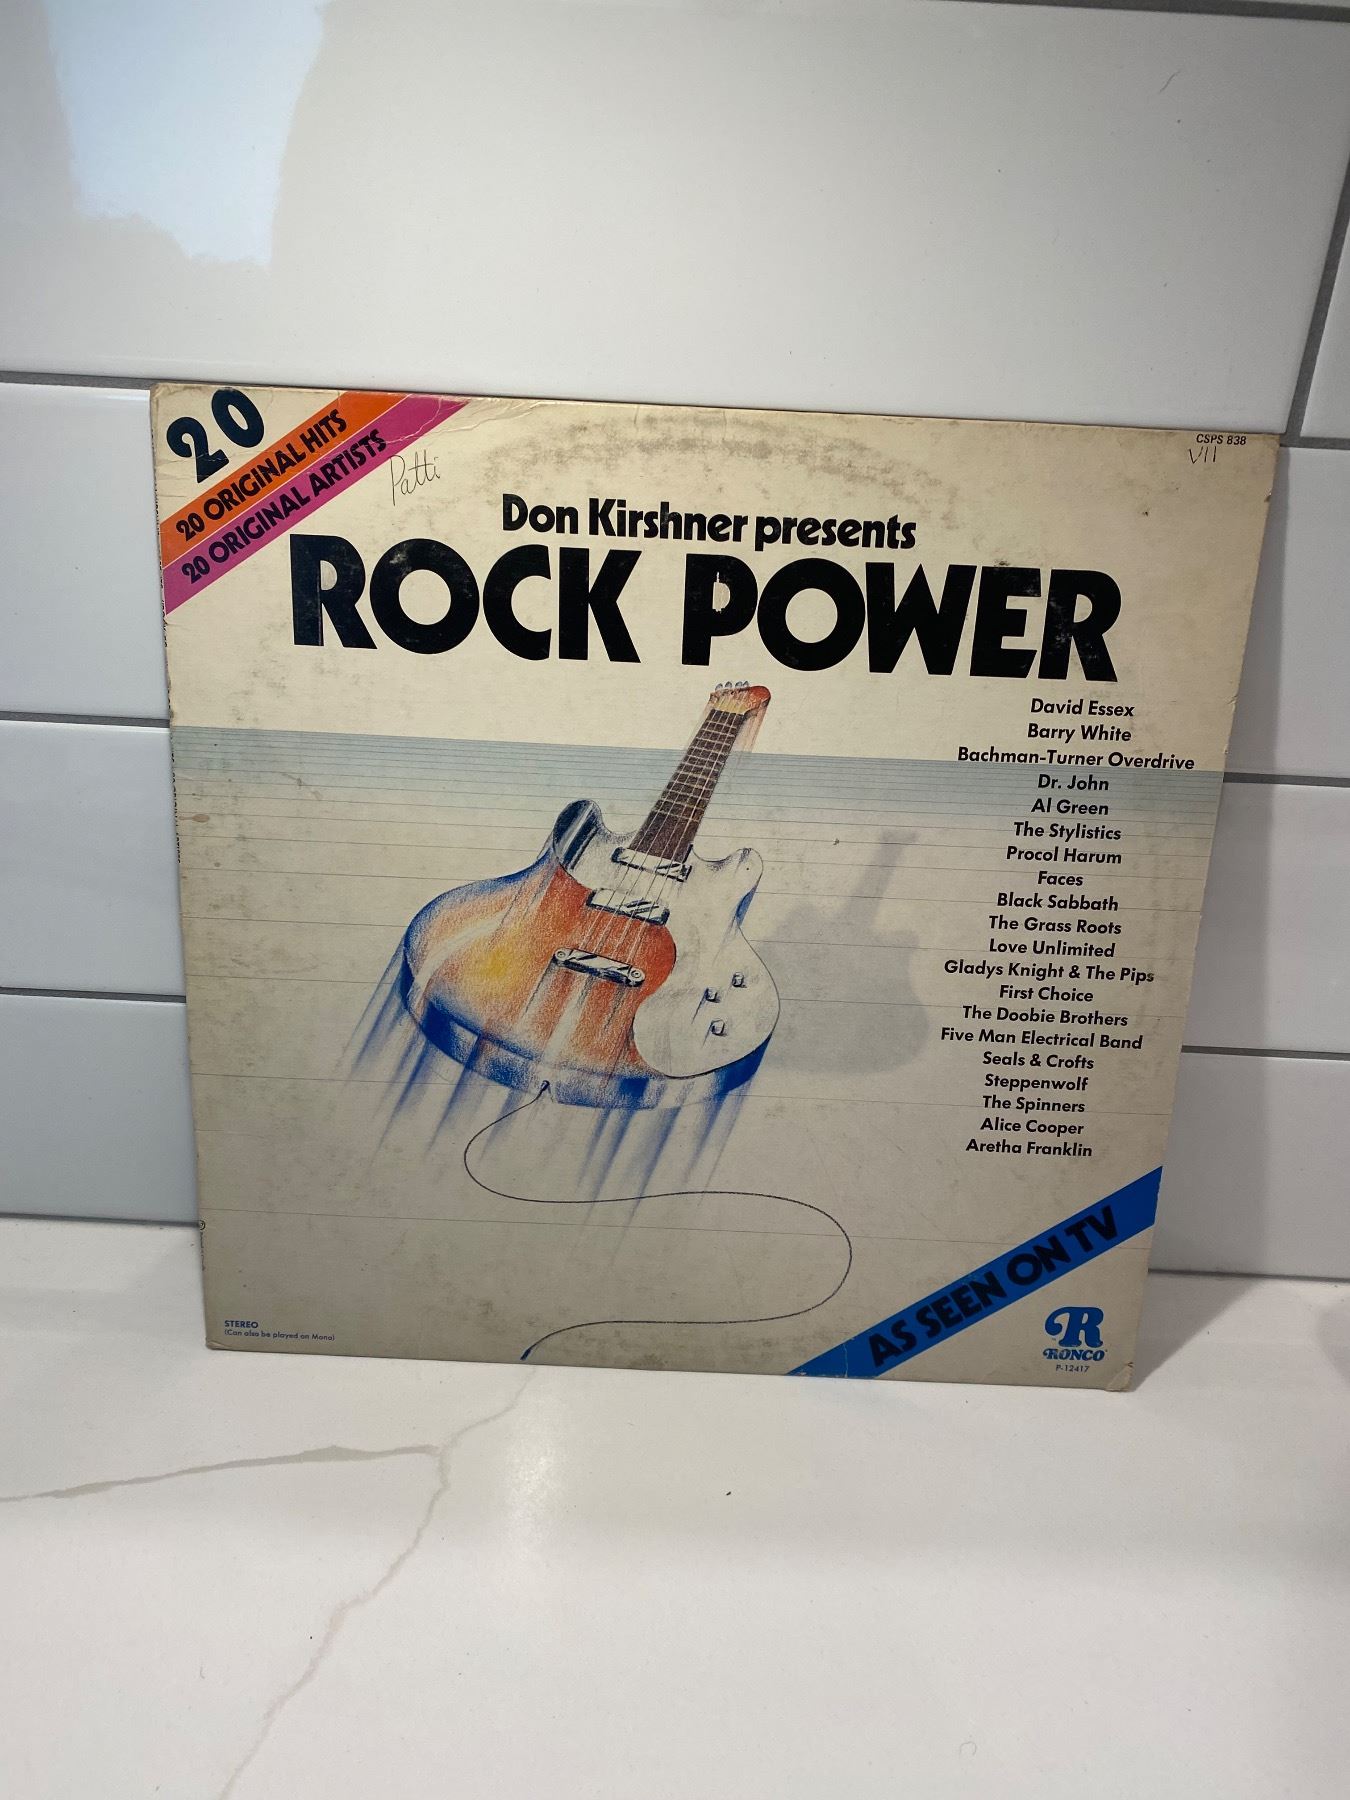 20
20 ORIGINAL HITS
20 ORIGINAL ARTISTS
Patti
CSPS 838
VII
Don Kirshner presents
ROCK POWER
David Essex
Barry White
Bachman-Turner Overdrive
Dr. John
Al Green
The Stylistics
Procol Harum
Faces
Black Sabbath
The Grass Roots
Love Unlimited
Gladys Knight & The Pips
First Choice
The Doobie Brothers
Five Man Electrical Band
Seals & Crofts
Steppenwolf
The Spinners
Alice Cooper
Aretha Franklin
AS SEEN ON TV
STEREO
(Can also be played on Mono)
R
RONCO
P-12417